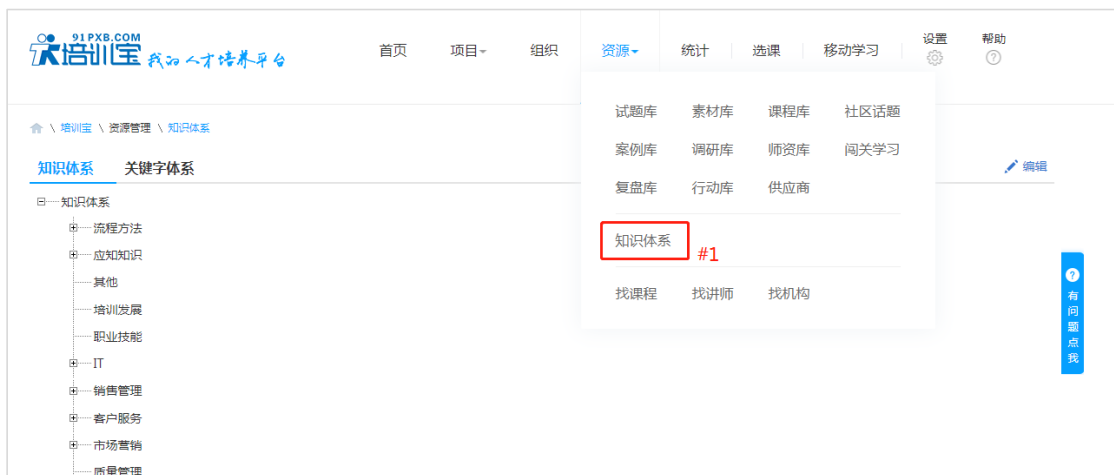 91PXB.COM
培训宝 我的人才培养平台
首页 项目 组织 资源 统计 选课 移动学习 设置 帮助
试题库 素材库 课程库 社区话题
案例库 调研库 师资库 闯关学习
复盘库 行动库 供应商
知识体系 #1
找课程 找讲师 找机构
\ 培训宝 \ 资源管理 \ 知识体系
知识体系 关键字体系 编辑
知识体系
流程方法
应知知识
其他
培训发展
职业技能
IT
销售管理
客户服务
市场营销
质量管理
有问题点我